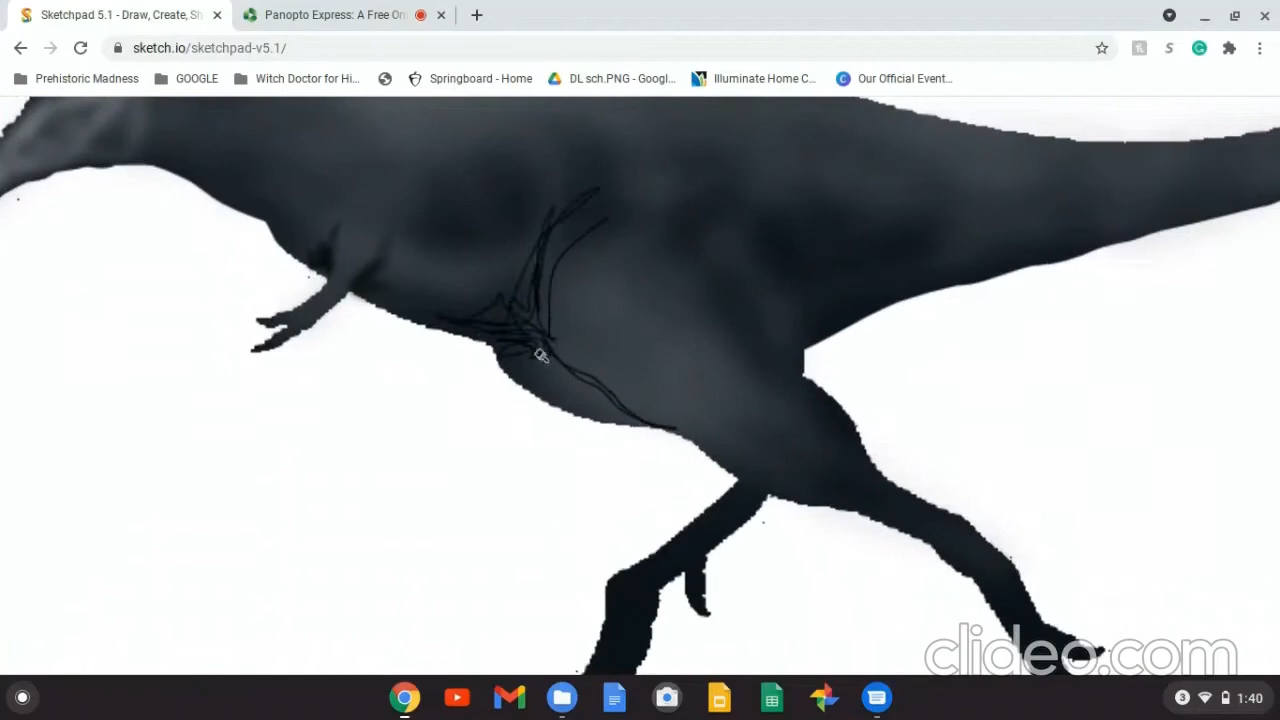 Sketchpad 5.1 - Draw, Create, Sh
Panopto Express: A Free On
sketch.io/sketchpad-v5.1/
Prehistoric Madness
GOOGLE
Witch Doctor for Hi...
Springboard - Home
DL sch.PNG - Googl...
Illuminate Home C...
Our Official Event...
clideo.com
3
1:40